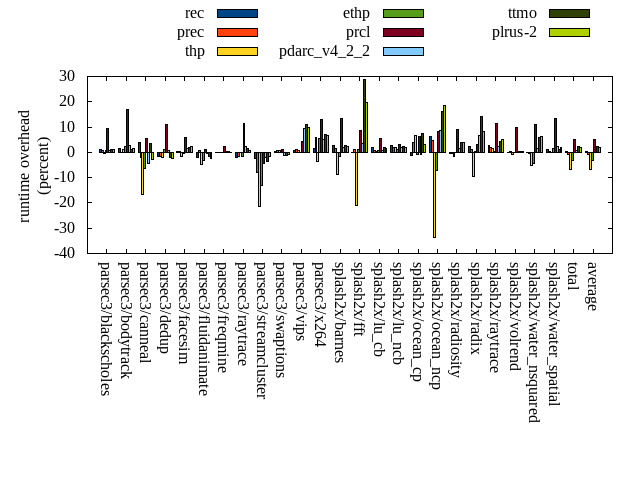 rec
prec
thp
ethp
prcl
pdarc_v4_2_2
ttmo
plrus-2
runtime overhead
(percent)
30
20
10
0
-10
-20
-30
-40
parsec3/blackscholes
parsec3/bodytrack
parsec3/canneal
parsec3/dedup
parsec3/facesim
parsec3/fluidanimate
parsec3/freqmine
parsec3/raytrace
parsec3/streamcluster
parsec3/swaptions
parsec3/vips
parsec3/x264
splash2x/barnes
splash2x/fft
splash2x/lu_cb
splash2x/lu_ncb
splash2x/ocean_cp
splash2x/ocean_ncp
splash2x/radiosity
splash2x/radix
splash2x/raytrace
splash2x/volrend
splash2x/water_nsquared
splash2x/water_spatial
total
average